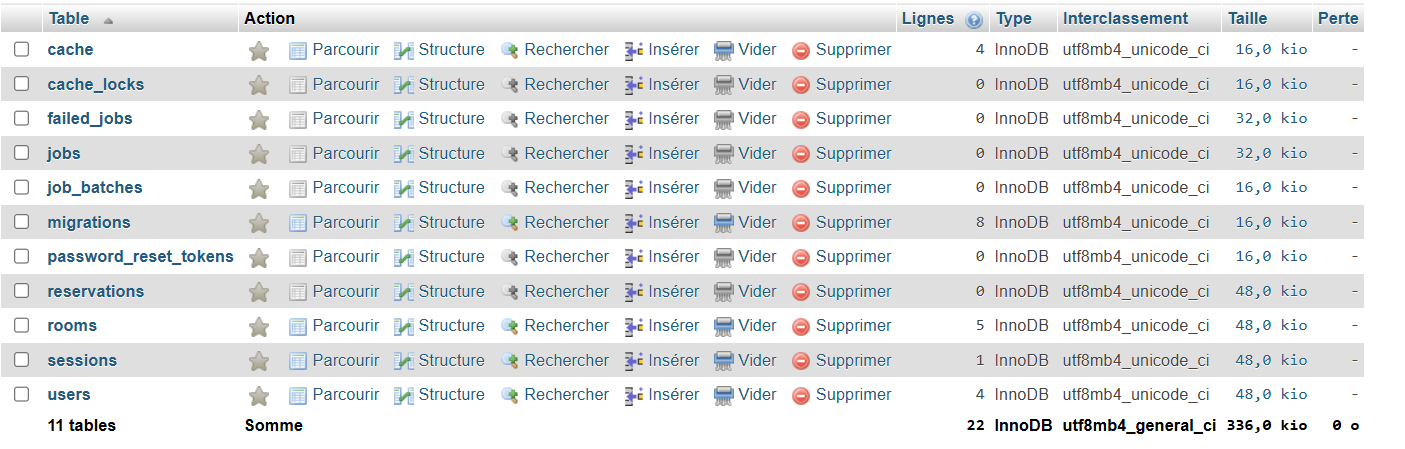 Table Action Lignes Type Interclassement Taille Perte
cache Parcourir Structure Rechercher Insérer Vider Supprimer 4 InnoDB utf8mb4_unicode_ci 16,0 kio -
cache_locks Parcourir Structure Rechercher Insérer Vider Supprimer 0 InnoDB utf8mb4_unicode_ci 16,0 kio -
failed_jobs Parcourir Structure Rechercher Insérer Vider Supprimer 0 InnoDB utf8mb4_unicode_ci 32,0 kio -
jobs Parcourir Structure Rechercher Insérer Vider Supprimer 0 InnoDB utf8mb4_unicode_ci 32,0 kio -
job_batches Parcourir Structure Rechercher Insérer Vider Supprimer 0 InnoDB utf8mb4_unicode_ci 16,0 kio -
migrations Parcourir Structure Rechercher Insérer Vider Supprimer 8 InnoDB utf8mb4_unicode_ci 16,0 kio -
password_reset_tokens Parcourir Structure Rechercher Insérer Vider Supprimer 0 InnoDB utf8mb4_unicode_ci 16,0 kio -
reservations Parcourir Structure Rechercher Insérer Vider Supprimer 0 InnoDB utf8mb4_unicode_ci 48,0 kio -
rooms Parcourir Structure Rechercher Insérer Vider Supprimer 5 InnoDB utf8mb4_unicode_ci 48,0 kio -
sessions Parcourir Structure Rechercher Insérer Vider Supprimer 1 InnoDB utf8mb4_unicode_ci 48,0 kio -
users Parcourir Structure Rechercher Insérer Vider Supprimer 4 InnoDB utf8mb4_unicode_ci 48,0 kio -
11 tables Somme 22 InnoDB utf8mb4_general_ci 336,0 kio 0 o